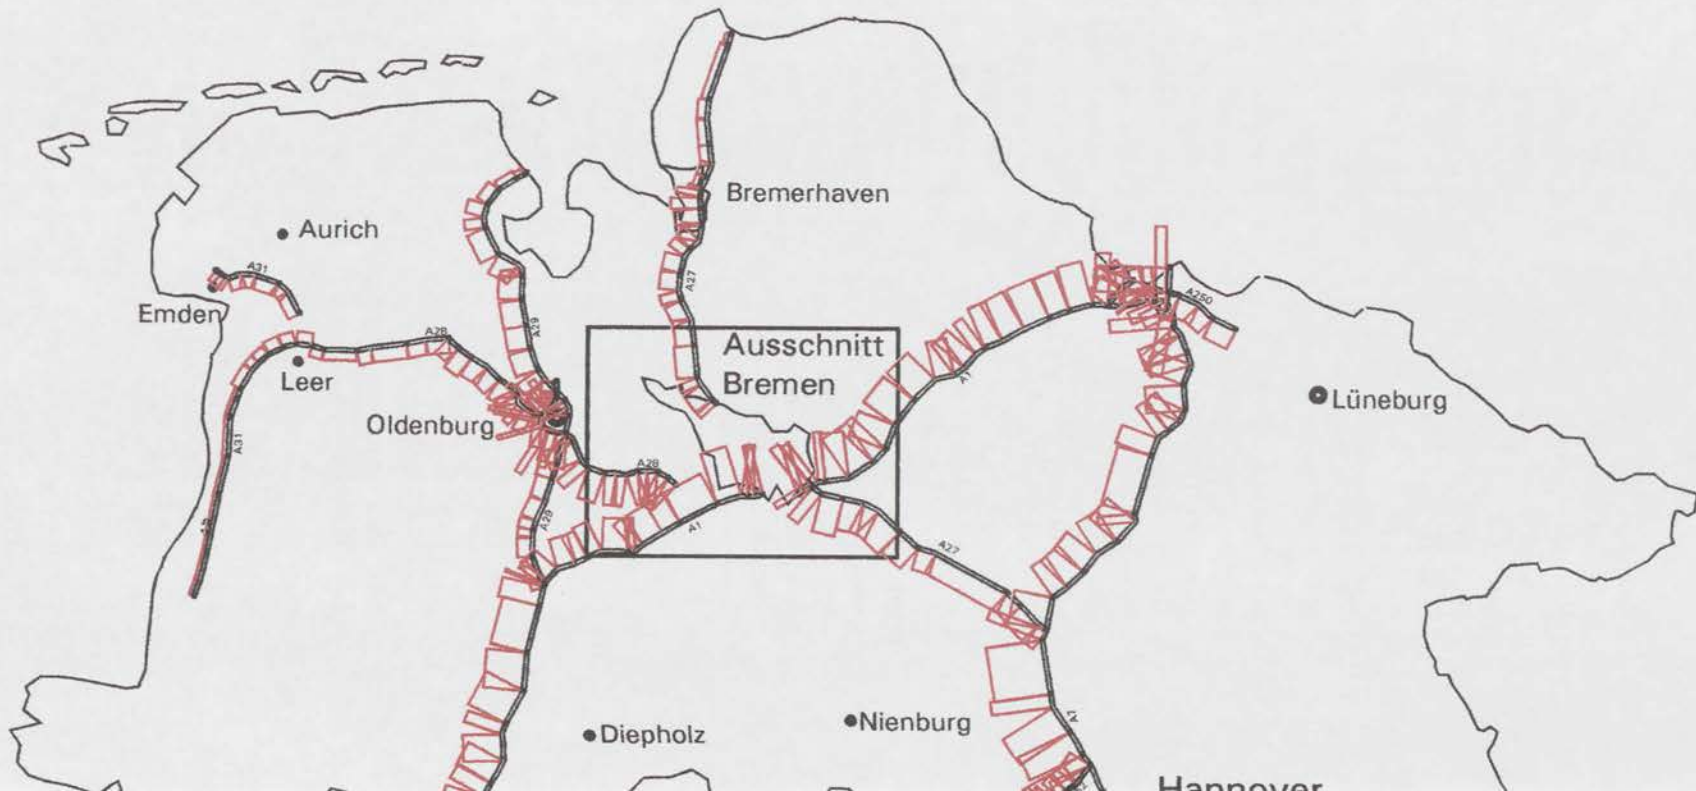 Bremerhaven
Aurich
A31
A27
Emden
A250
A28
A29
Ausschnitt
Bremen
Leer
A1
Lüneburg
Oldenburg
A31
A28
A29
A1
A27
Diepholz
Nienburg
Hannover